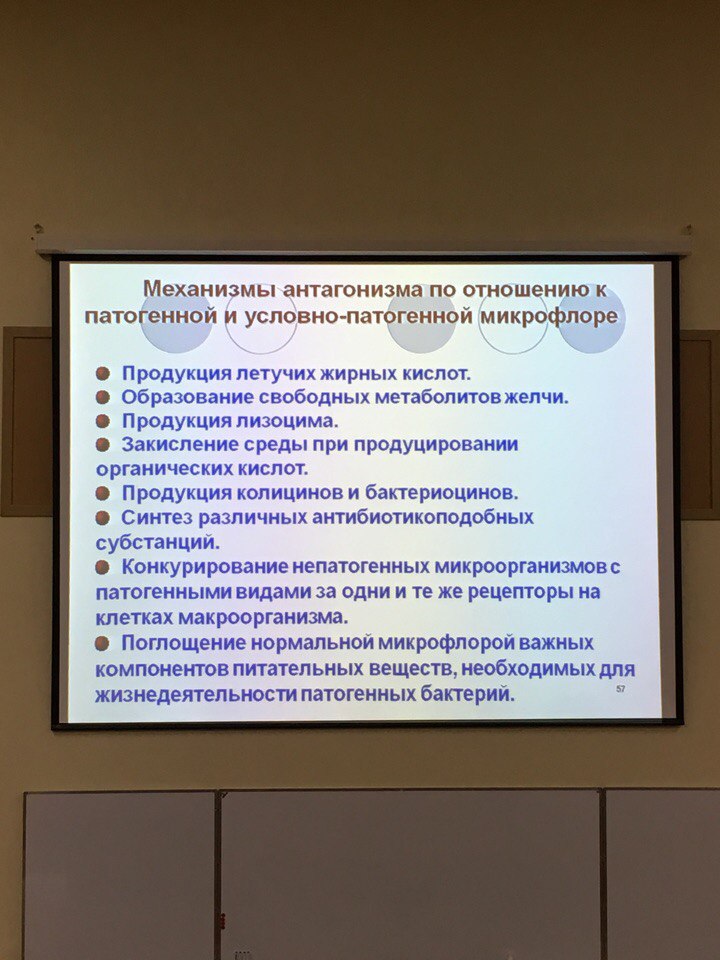 Механизмы антагонизма по отношению к
патогенной и условно-патогенной микрофлоре
Продукция летучих жирных кислот.
Образование свободных метаболитов желчи.
Продукция лизоцима.
Закисление среды при продуцировании
органических кислот.
Продукция колицинов и бактериоцинов.
Синтез различных антибиотикоподобных
субстанций.
Конкурирование непатогенных микроорганизмов с
патогенными видами за одни и те же рецепторы на
клетках макроорганизма.
Поглощение нормальной микрофлорой важных
компонентов питательных веществ, необходимых для
жизнедеятельности патогенных бактерий.
57